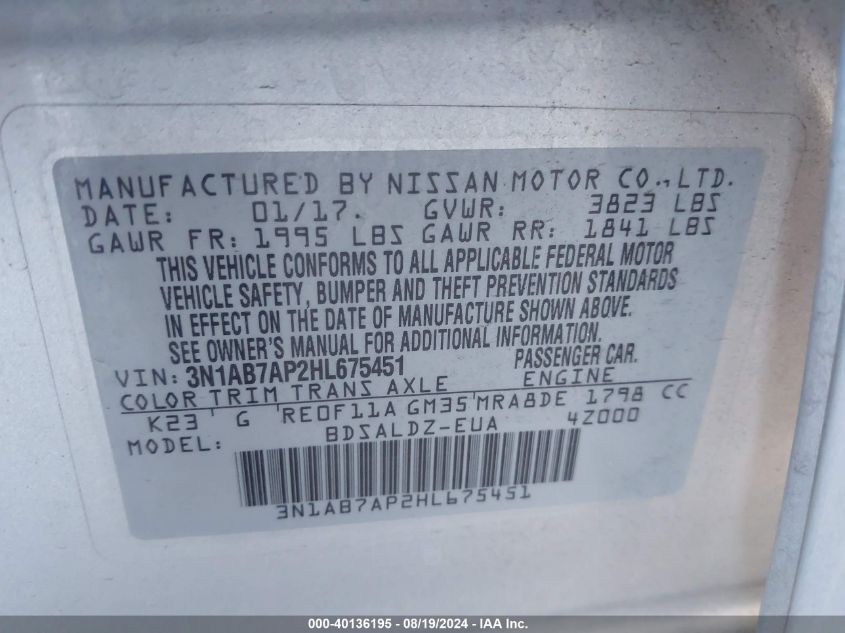 MANUFACTURED BY NISSAN MOTOR CO., LTD.
DATE: 01/17. GVWR: 3823 LBS
GAWR FR: 1995 LBS GAWR RR: 1841 LBS
THIS VEHICLE CONFORMS TO ALL APPLICABLE FEDERAL MOTOR
VEHICLE SAFETY, BUMPER AND THEFT PREVENTION STANDARDS
IN EFFECT ON THE DATE OF MANUFACTURE SHOWN ABOVE.
SEE OWNER'S MANUAL FOR ADDITIONAL INFORMATION.
VIN: 3N1AB7AP2HL675451 PASSENGER CAR.
COLOR TRIM TRANS AXLE ENGINE
K23 G RE0F11A GM35 MRA8DE 1798 CC
MODEL: BDSALDZ-EUA 4Z000
3N1AB7AP2HL675451
000-40136195 - 08/19/2024 - IAA Inc.